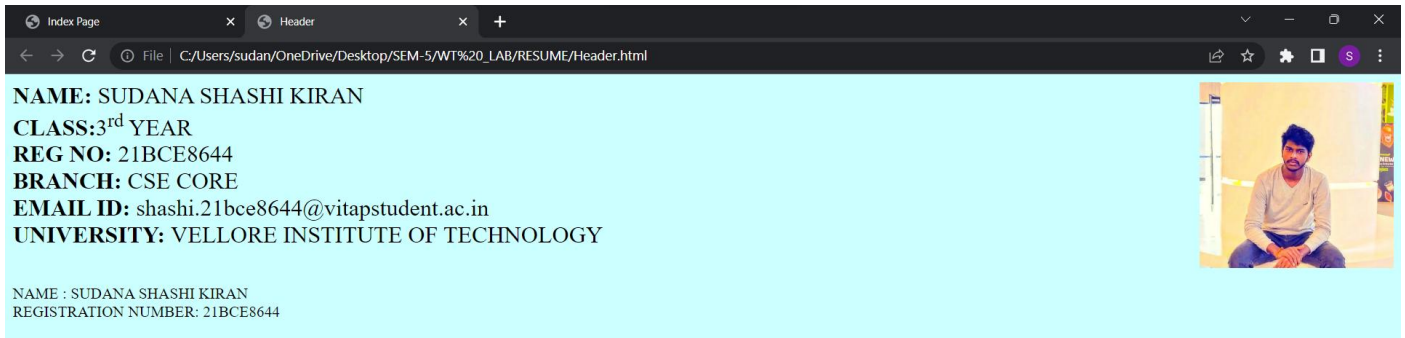 Index Page
Header
File | C:/Users/sudan/OneDrive/Desktop/SEM-5/WT%20_LAB/RESUME/Header.html
S
NAME: SUDANA SHASHI KIRAN
CLASS:3rd YEAR
REG NO: 21BCE8644
BRANCH: CSE CORE
EMAIL ID: shashi.21bce8644@vitapstudent.ac.in
UNIVERSITY: VELLORE INSTITUTE OF TECHNOLOGY
NAME : SUDANA SHASHI KIRAN
REGISTRATION NUMBER: 21BCE8644